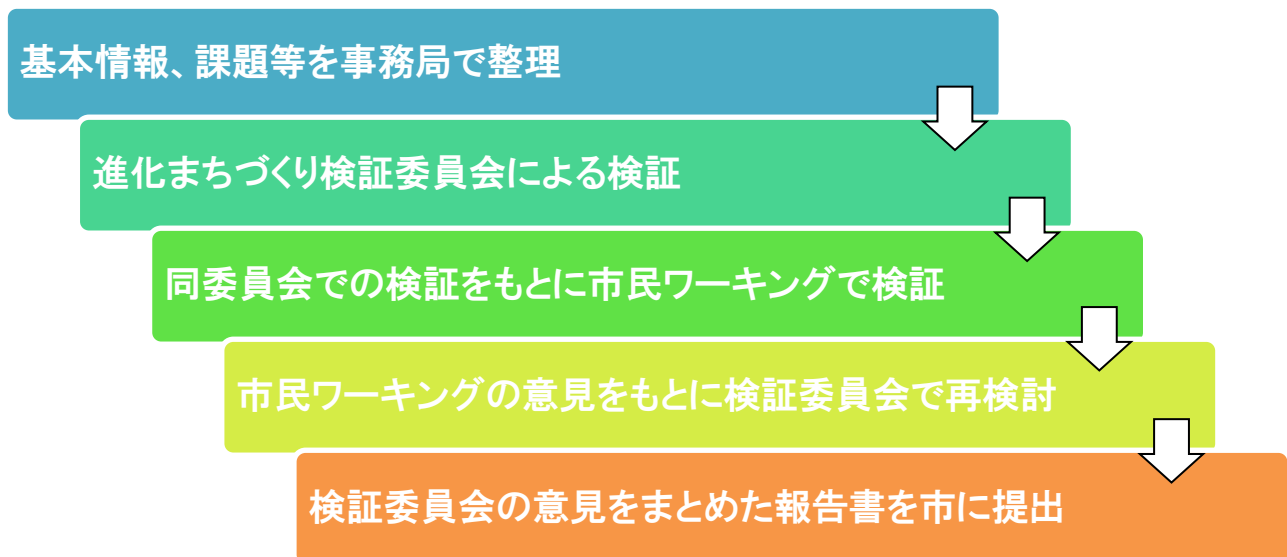 基本情報、課題等を事務局で整理
進化まちづくり検証委員会による検証
同委員会での検証をもとに市民ワーキングで検証
市民ワーキングの意見をもとに検証委員会で再検討
検証委員会の意見をまとめた報告書を市に提出